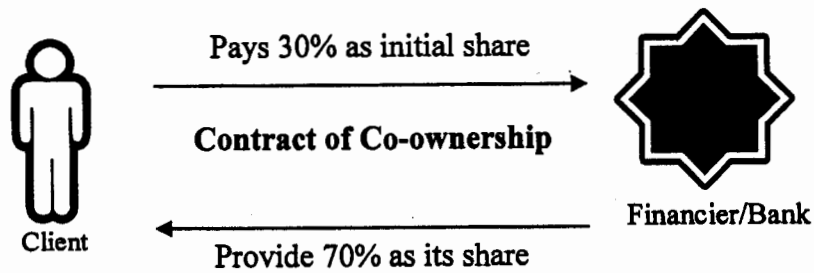 Pays 30% as initial share
Contract of Co-ownership
Financier/Bank
Client
Provide 70% as its share